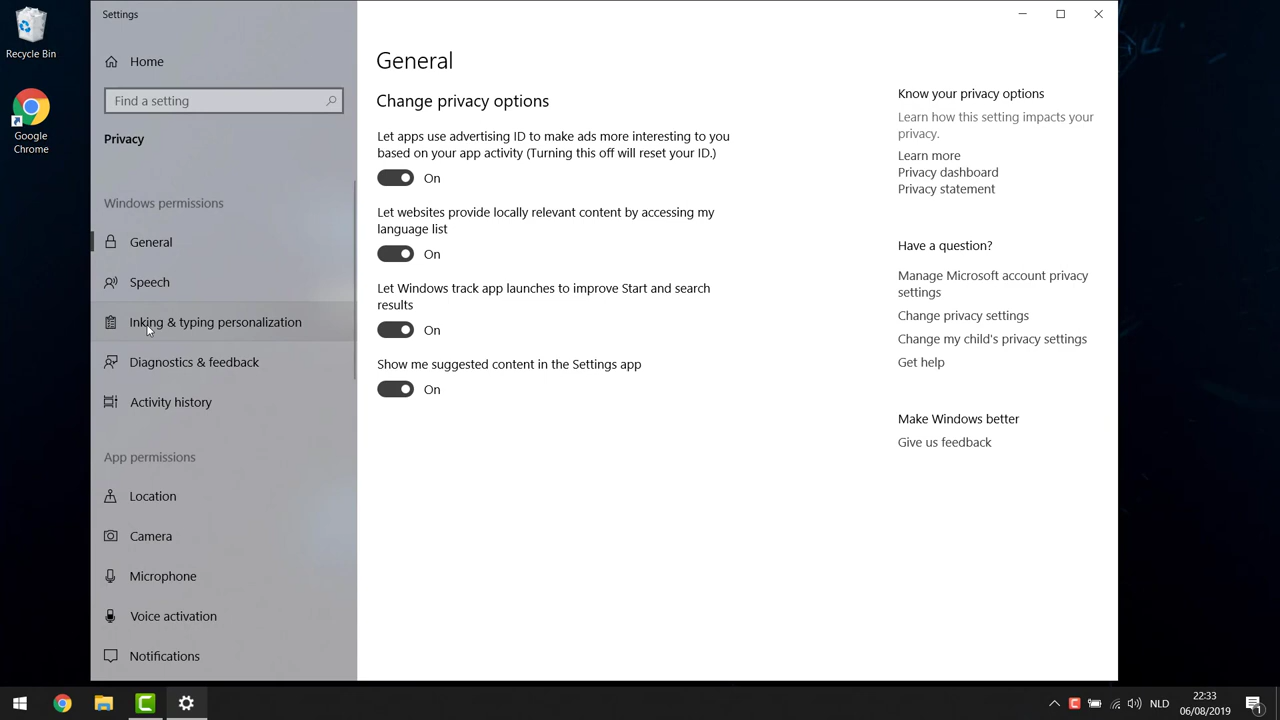 Recycle Bin
Google
Chrome
Settings
Home
Find a setting
Privacy
Windows permissions
General
Speech
Inking & typing personalization
Diagnostics & feedback
Activity history
App permissions
Location
Camera
Microphone
Voice activation
Notifications
General
Change privacy options
Let apps use advertising ID to make ads more interesting to you
based on your app activity (Turning this off will reset your ID.)
On
Let websites provide locally relevant content by accessing my
language list
On
Let Windows track app launches to improve Start and search
results
On
Show me suggested content in the Settings app
On
Know your privacy options
Learn how this setting impacts your
privacy.
Learn more
Privacy dashboard
Privacy statement
Have a question?
Manage Microsoft account privacy
settings
Change privacy settings
Change my child's privacy settings
Get help
Make Windows better
Give us feedback
NLD
22:33
06/08/2019
1